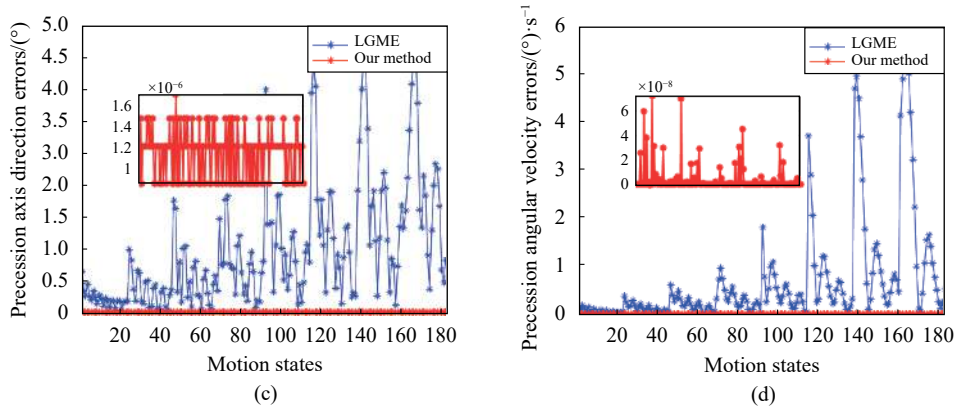 Precession axis direction errors/(°)
5.0
4.5
4.0
3.5
3.0
2.5
2.0
1.5
1.0
0.5
0
LGME
Our method
×10⁻⁶
1.6
1.4
1.2
1
20 40 60 80 100 120 140 160 180
Motion states
(c)
Precession angular velocity errors/(°)·s⁻¹
6
5
4
3
2
1
0
LGME
Our method
×10⁻⁸
6
4
2
0
20 40 60 80 100 120 140 160 180
Motion states
(d)